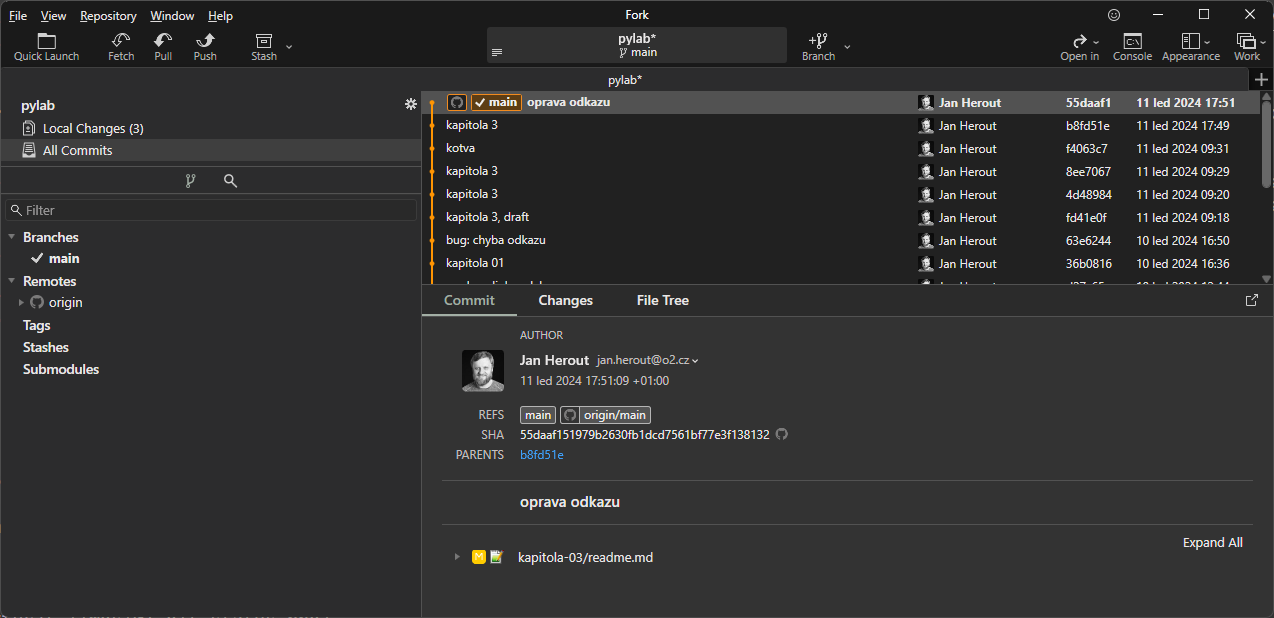 File View Repository Window Help
Fork
Quick Launch Fetch Pull Push Stash
pylab*
main
Branch
Open in Console Appearance Work
pylab*
pylab
Local Changes (3)
All Commits
Filter
Branches
main
Remotes
origin
Tags
Stashes
Submodules
main oprava odkazu Jan Herout 55daaf1 11 led 2024 17:51
kapitola 3 Jan Herout b8fd51e 11 led 2024 17:49
kotva Jan Herout f4063c7 11 led 2024 09:31
kapitola 3 Jan Herout 8ee7067 11 led 2024 09:29
kapitola 3 Jan Herout 4d48984 11 led 2024 09:20
kapitola 3, draft Jan Herout fd41e0f 11 led 2024 09:18
bug: chyba odkazu Jan Herout 63e6244 10 led 2024 16:50
kapitola 01 Jan Herout 36b0816 10 led 2024 16:36
Commit Changes File Tree
AUTHOR
Jan Herout jan.herout@o2.cz
11 led 2024 17:51:09 +01:00
REFS main origin/main
SHA 55daaf151979b2630fb1dcd7561bf77e3f138132
PARENTS b8fd51e
oprava odkazu
Expand All
M kapitola-03/readme.md